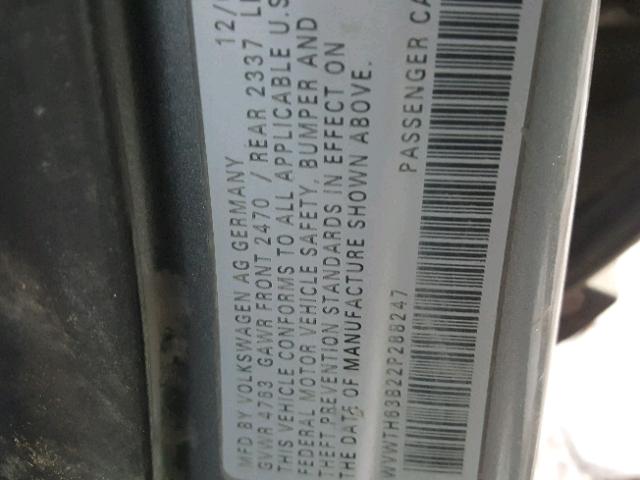 MFD BY VOLKSWAGEN AG GERMANY 12/
GVWR 4763 GAWR FRONT 2470 / REAR 2337 L
THIS VEHICLE CONFORMS TO ALL APPLICABLE U.S
FEDERAL MOTOR VEHICLE SAFETY, BUMPER AND
THEFT PREVENTION STANDARDS IN EFFECT ON
THE DATE OF MANUFACTURE SHOWN ABOVE.
WVWTH63B22P288247 PASSENGER CA